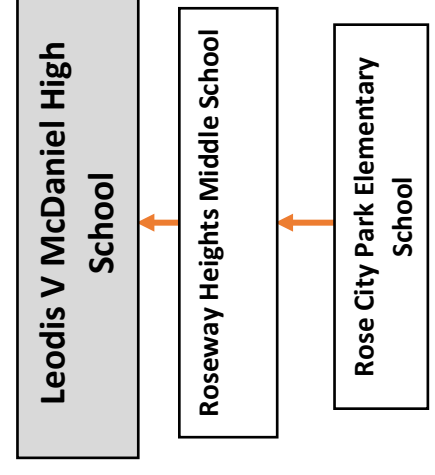 Leodis V McDaniel High
School
Roseway Heights Middle School
Rose City Park Elementary
School